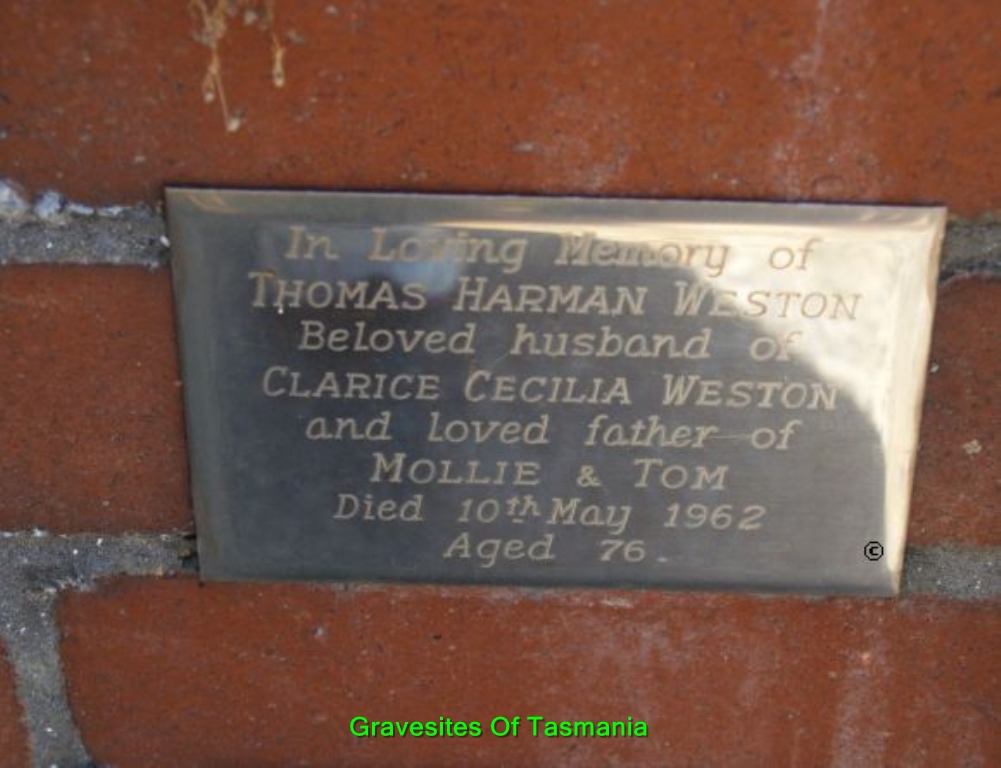 In Loving Memory of
THOMAS HARMAN WESTON
Beloved husband of
CLARICE CECILIA WESTON
and loved father of
MOLLIE & TOM
Died 10th May 1962
Aged 76
©
Gravesites Of Tasmania